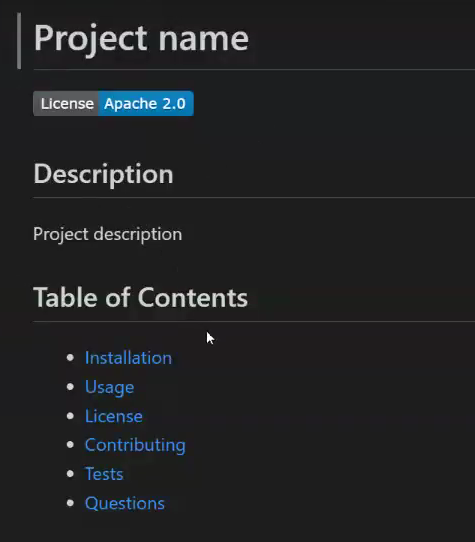 Project name
License Apache 2.0
Description
Project description
Table of Contents
Installation
Usage
License
Contributing
Tests
Questions